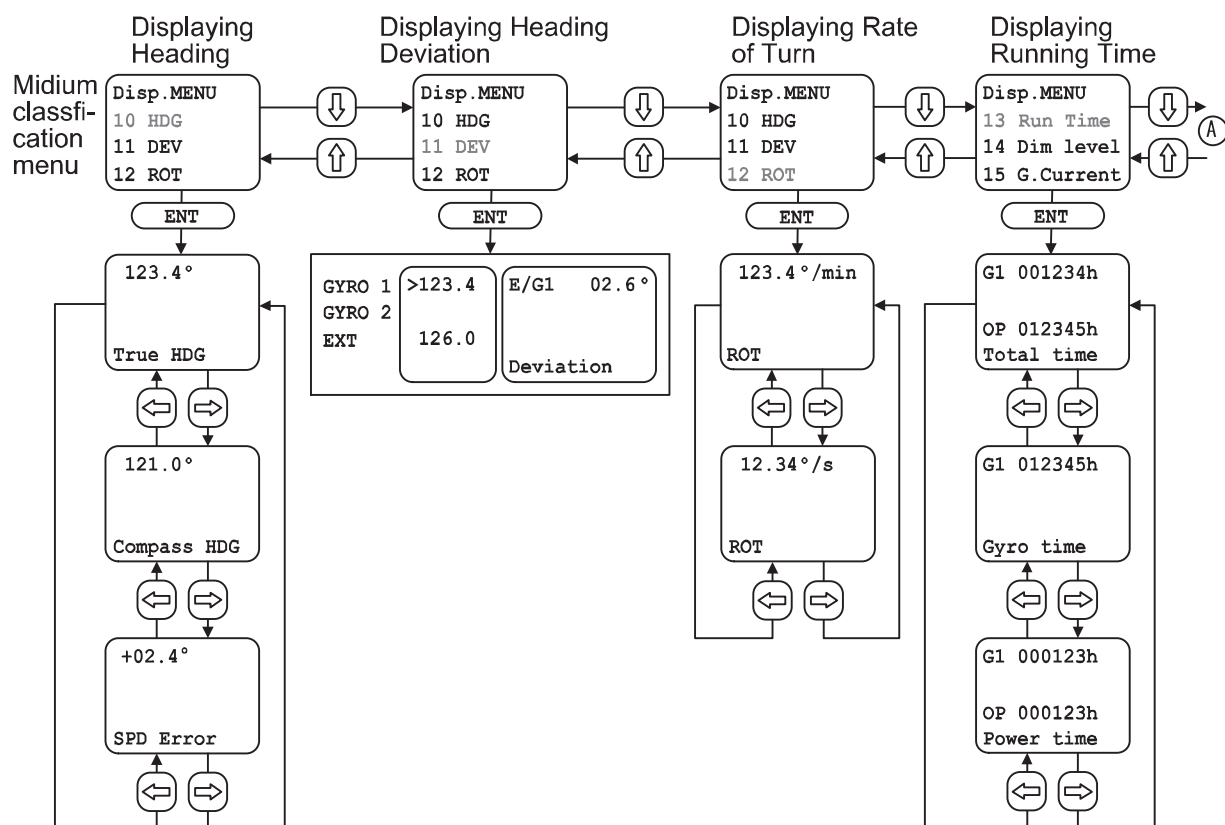 Displaying
Heading
Displaying Heading
Deviation
Displaying Rate
of Turn
Displaying
Running Time
Midium
classfi-
cation
menu
Disp.MENU
10 HDG
11 DEV
12 ROT
Disp.MENU
10 HDG
11 DEV
12 ROT
Disp.MENU
10 HDG
11 DEV
12 ROT
Disp.MENU
13 Run Time
14 Dim level
15 G.Current
A
ENT
ENT
ENT
ENT
123.4°
True HDG
GYRO 1
GYRO 2
EXT
>123.4
126.0
E/G1 02.6°
Deviation
123.4°/min
ROT
G1 001234h
OP 012345h
Total time
121.0°
Compass HDG
12.34°/s
ROT
G1 012345h
Gyro time
+02.4°
SPD Error
G1 000123h
OP 000123h
Power time